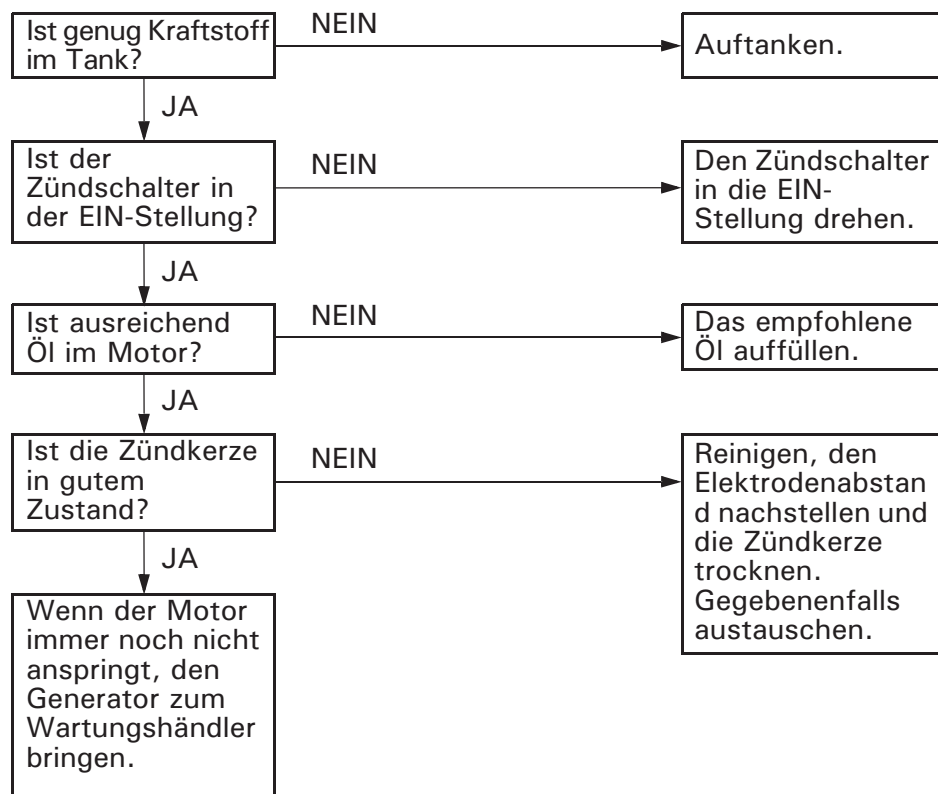 Ist genug Kraftstoff
im Tank?
NEIN
Auftanken.
JA
Ist der
Zündschalter in
der EIN-Stellung?
NEIN
Den Zündschalter
in die EIN-
Stellung drehen.
JA
Ist ausreichend
Öl im Motor?
NEIN
Das empfohlene
Öl auffüllen.
JA
Ist die Zündkerze
in gutem
Zustand?
NEIN
Reinigen, den
Elektrodenabstan
d nachstellen und
die Zündkerze
trocknen.
Gegebenenfalls
austauschen.
JA
Wenn der Motor
immer noch nicht
anspringt, den
Generator zum
Wartungshändler
bringen.